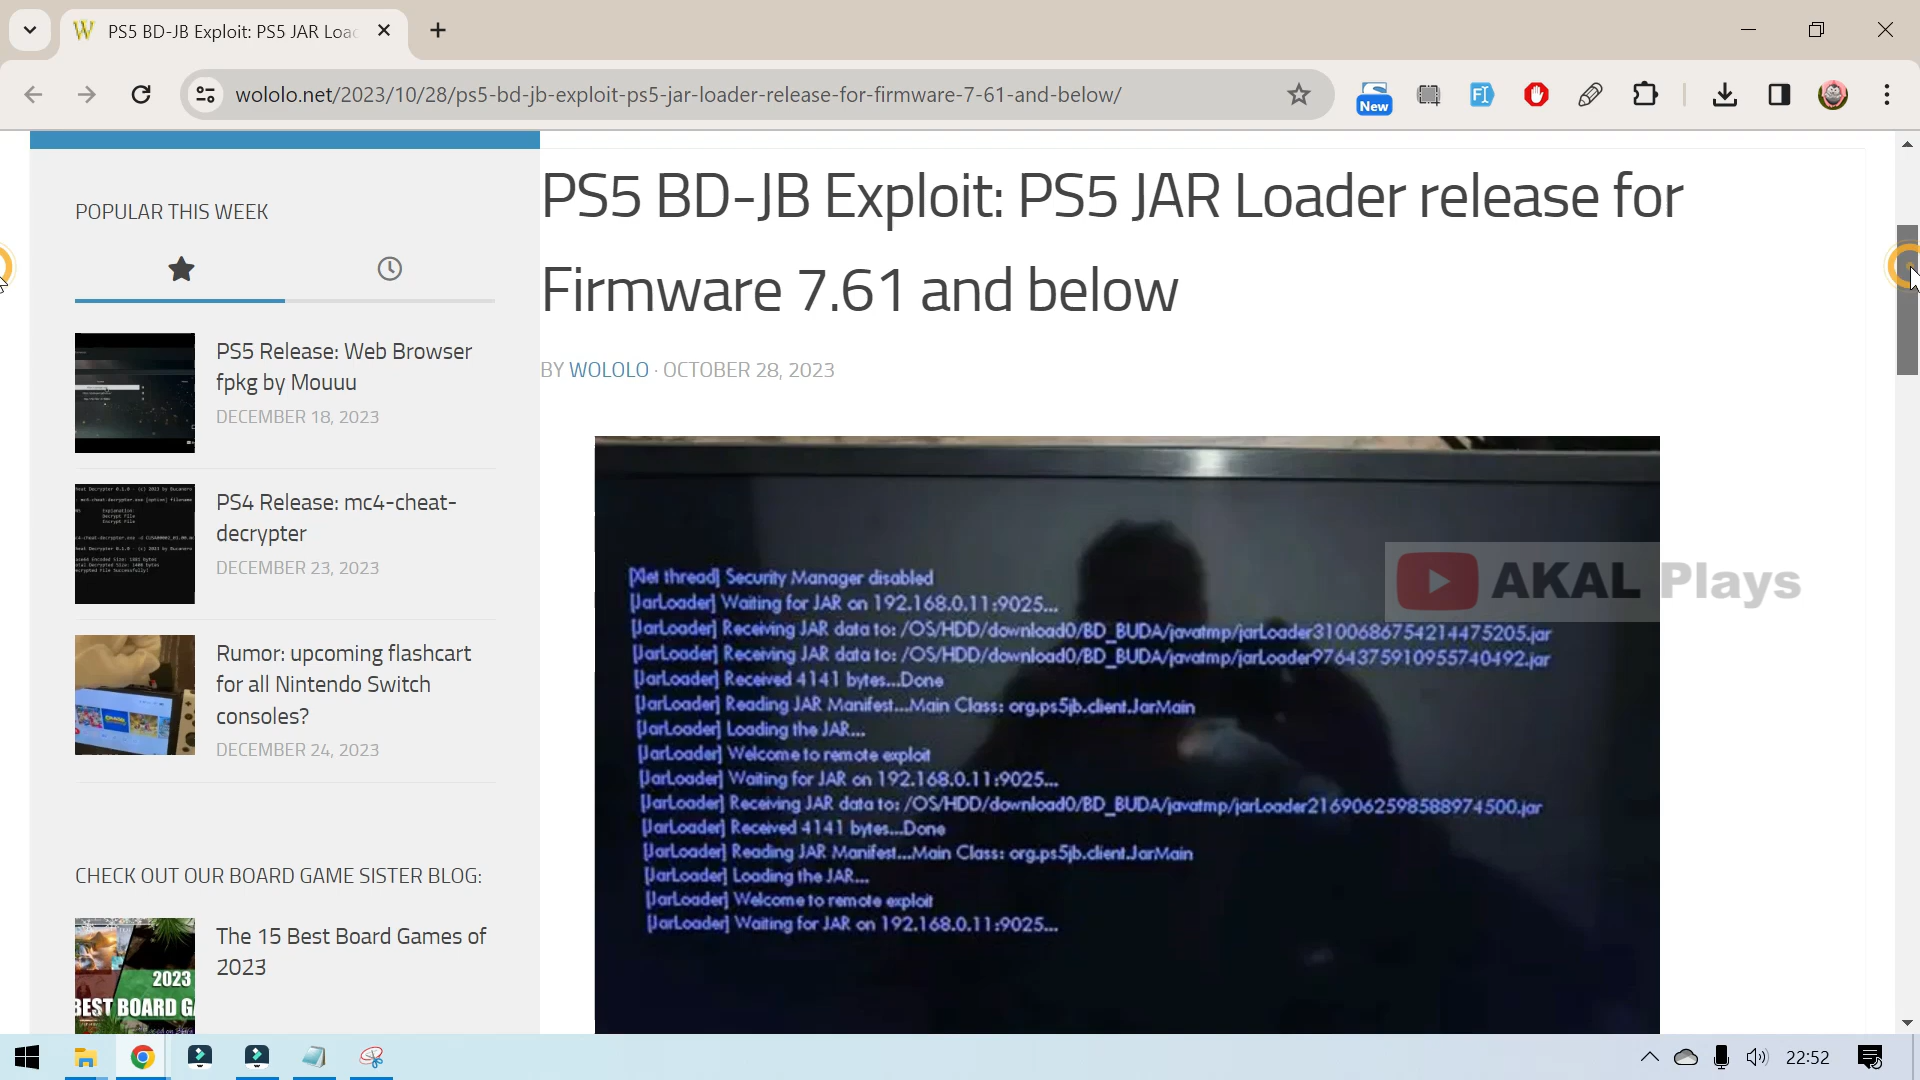 PS5 BD-JB Exploit: PS5 JAR Loa
wololo.net/2023/10/28/ps5-bd-jb-exploit-ps5-jar-loader-release-for-firmware-7-61-and-below/
New
POPULAR THIS WEEK
PS5 Release: Web Browser
fpkg by Mouuu
DECEMBER 18, 2023
PS4 Release: mc4-cheat-
decrypter
DECEMBER 23, 2023
Rumor: upcoming flashcart
for all Nintendo Switch
consoles?
DECEMBER 24, 2023
CHECK OUT OUR BOARD GAME SISTER BLOG:
2023
BEST BOARD GA
The 15 Best Board Games of
2023
PS5 BD-JB Exploit: PS5 JAR Loader release for
Firmware 7.61 and below
BY WOLOLO · OCTOBER 28, 2023
Security Manager disabled
[JarLoader] Waiting for JAR on 192.168.0.11:9025...
[JarLoader] Receiving JAR data to: /OS/HDD/download0/BD_BUDA/javatmp/jarLoader3100686754214475205.jar
[JarLoader] Receiving JAR data to: /OS/HDD/download0/BD_BUDA/javatmp/jarLoader9764375910955740492.jar
[JarLoader] Received 4141 bytes...Done
[JarLoader] Reading JAR Manifest...Main Class: org.ps5jb.client.JarMain
[JarLoader] Loading the JAR...
[JarLoader] Welcome to remote exploit
[JarLoader] Waiting for JAR on 192.168.0.11:9025...
[JarLoader] Receiving JAR data to: /OS/HDD/download0/BD_BUDA/javatmp/jarLoader2169062598588974500.jar
[JarLoader] Received 4141 bytes...Done
[JarLoader] Reading JAR Manifest...Main Class: org.ps5jb.client.JarMain
[JarLoader] Loading the JAR...
[JarLoader] Welcome to remote exploit
[JarLoader] Waiting for JAR on 192.168.0.11:9025...
AKAL Plays
22:52